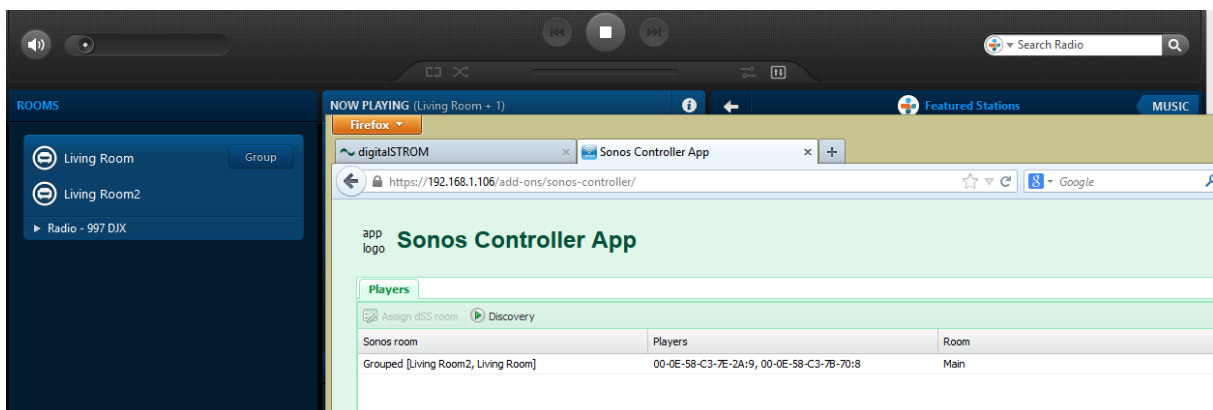 Search Radio
ROOMS
NOW PLAYING (Living Room + 1)
Featured Stations
MUSIC
Living Room
Group
Living Room2
Radio - 997 DJX
Firefox
digitalSTROM
Sonos Controller App
https://192.168.1.106/add-ons/sonos-controller/
Google
app
logo
Sonos Controller App
Players
Assign dSS room
Discovery
Sonos room Players Room
Grouped [Living Room2, Living Room] 00-0E-58-C3-7E-2A:9, 00-0E-58-C3-7B-70:8 Main